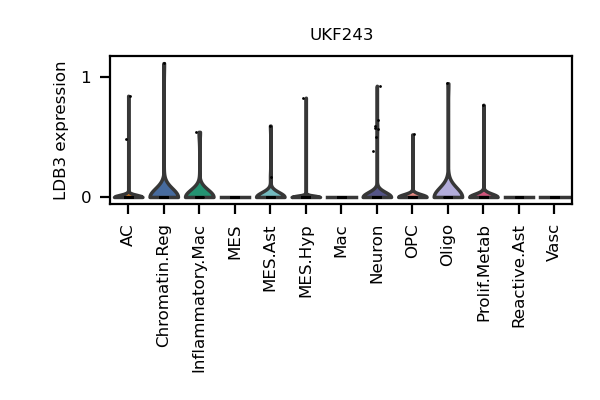 UKF243
LDB3 expression
1
0
AC
Chromatin.Reg
Inflammatory.Mac
MES
MES.Ast
MES.Hyp
Mac
Neuron
OPC
Oligo
Prolif.Metab
Reactive.Ast
Vasc